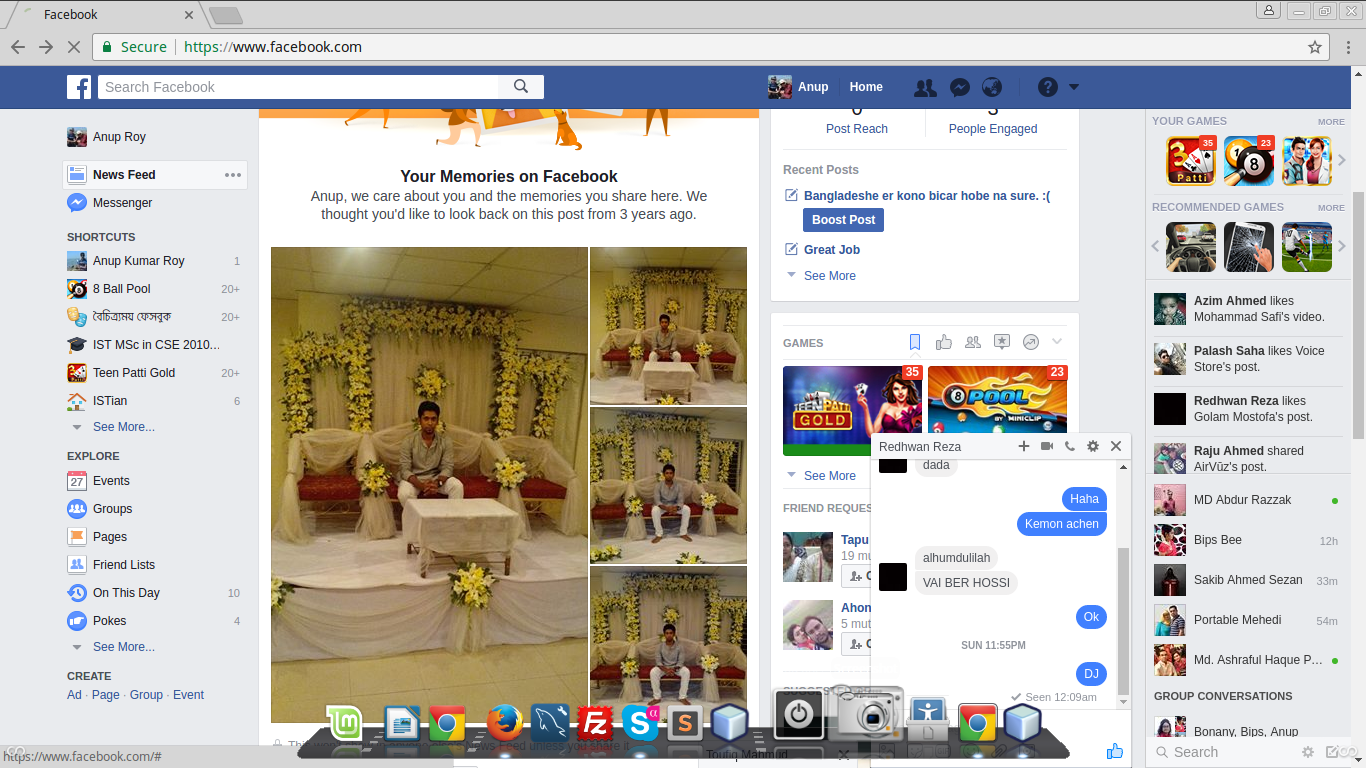 Facebook
Secure
https://www.facebook.com
Search Facebook
Anup
Home
Anup Roy
News Feed
Messenger
SHORTCUTS
Anup Kumar Roy 1
8 Ball Pool 20+
বৈচিত্র্যময় ফেসবুক 20+
IST MSc in CSE 2010...
Teen Patti Gold 20+
ISTian 6
See More...
EXPLORE
27 Events
Groups
Pages
Friend Lists
On This Day 10
Pokes 4
See More...
CREATE
Ad · Page · Group · Event
Your Memories on Facebook
Anup, we care about you and the memories you share here. We
thought you'd like to look back on this post from 3 years ago.
0 3
Post Reach People Engaged
Recent Posts
Bangladeshe er kono bicar hobe na sure. :(
Boost Post
Great Job
See More
GAMES
35 23
TEEN PATTI
GOLD
8 POOL
BY MINICLIP
See More
FRIEND REQUES
Tapu
19 mu
Ahon
5 mut
Redhwan Reza
dada
Haha
Kemon achen
alhumdulilah
VAI BER HOSSI
Ok
SUN 11:55PM
DJ
Seen 12:09am
YOUR GAMES MORE
3 Patti 35
8 23
RECOMMENDED GAMES MORE
Azim Ahmed likes
Mohammad Safi's video.
Palash Saha likes Voice
Store's post.
Redhwan Reza likes
Golam Mostofa's post.
Raju Ahmed shared
AirVūz's post.
MD Abdur Razzak
Bips Bee 12h
Sakib Ahmed Sezan 33m
Portable Mehedi 54m
Md. Ashraful Haque P...
GROUP CONVERSATIONS
Bonany, Bips, Anup
Search
https://www.facebook.com/#